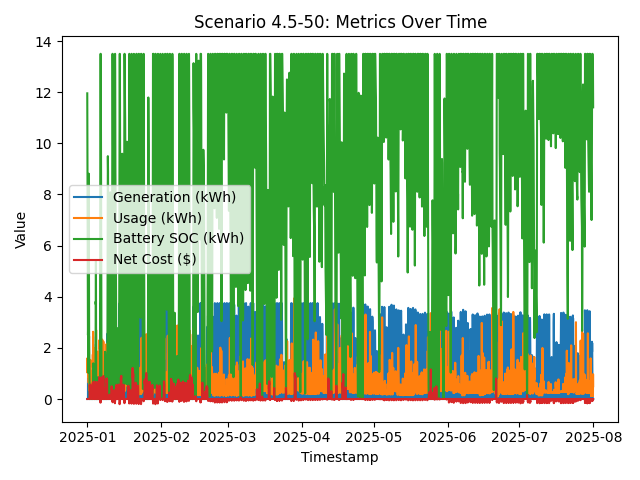 Scenario 4.5-50: Metrics Over Time
14
12
10
8
6
4
2
0
Value
Generation (kWh)
Usage (kWh)
Battery SOC (kWh)
Net Cost ($)
2025-01
2025-02
2025-03
2025-04
2025-05
2025-06
2025-07
2025-08
Timestamp